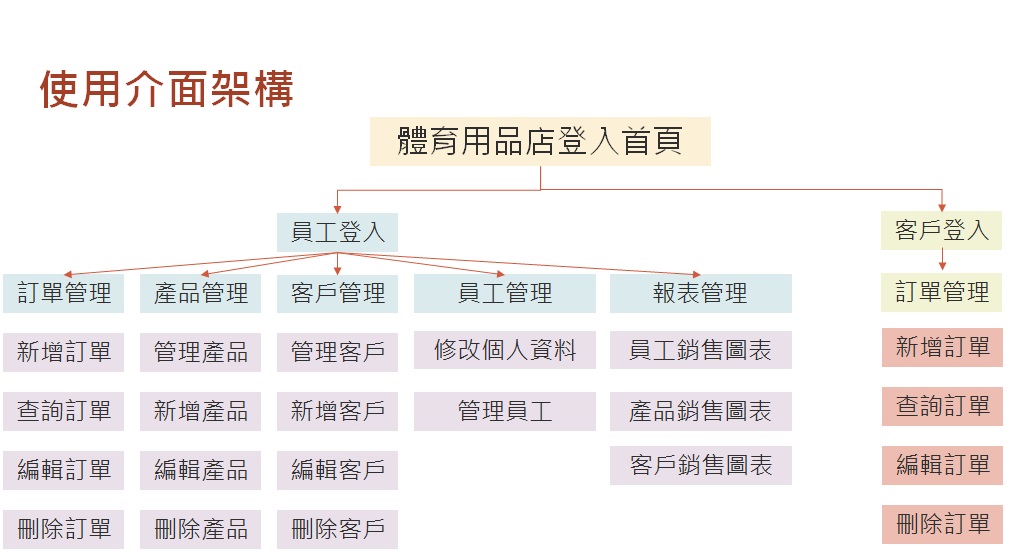 使用介面架構
體育用品店登入首頁
員工登入
客戶登入
訂單管理
產品管理
客戶管理
員工管理
報表管理
訂單管理
新增訂單
管理產品
管理客戶
修改個人資料
員工銷售圖表
新增訂單
查詢訂單
新增產品
新增客戶
管理員工
產品銷售圖表
查詢訂單
編輯訂單
編輯產品
編輯客戶
客戶銷售圖表
編輯訂單
刪除訂單
刪除產品
刪除客戶
刪除訂單